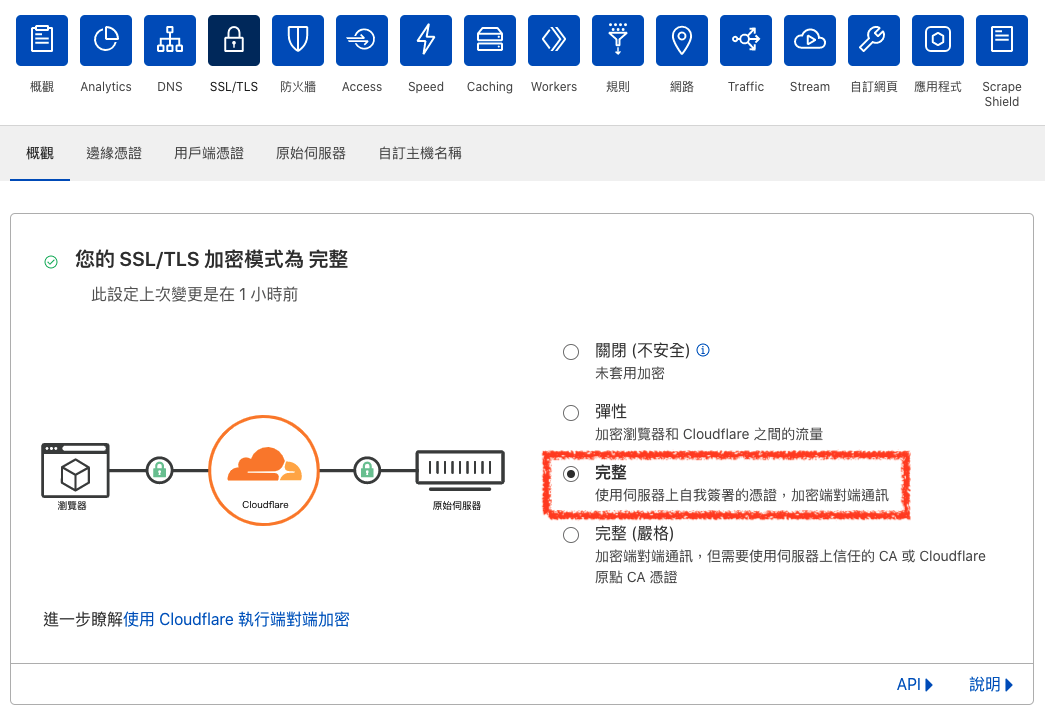 概觀
Analytics
DNS
SSL/TLS
防火牆
Access
Speed
Caching
Workers
規則
網路
Traffic
Stream
自訂網頁
應用程式
Scrape
Shield
概觀
邊緣憑證
用戶端憑證
原始伺服器
自訂主機名稱
您的 SSL/TLS 加密模式為 完整
此設定上次變更是在 1 小時前
關閉 (不安全)
未套用加密
彈性
加密瀏覽器和 Cloudflare 之間的流量
完整
使用伺服器上自我簽署的憑證，加密端對端通訊
完整 (嚴格)
加密端對端通訊，但需要使用伺服器上信任的 CA 或 Cloudflare
原點 CA 憑證
瀏覽器
Cloudflare
原始伺服器
進一步瞭解使用 Cloudflare 執行端對端加密
API
說明